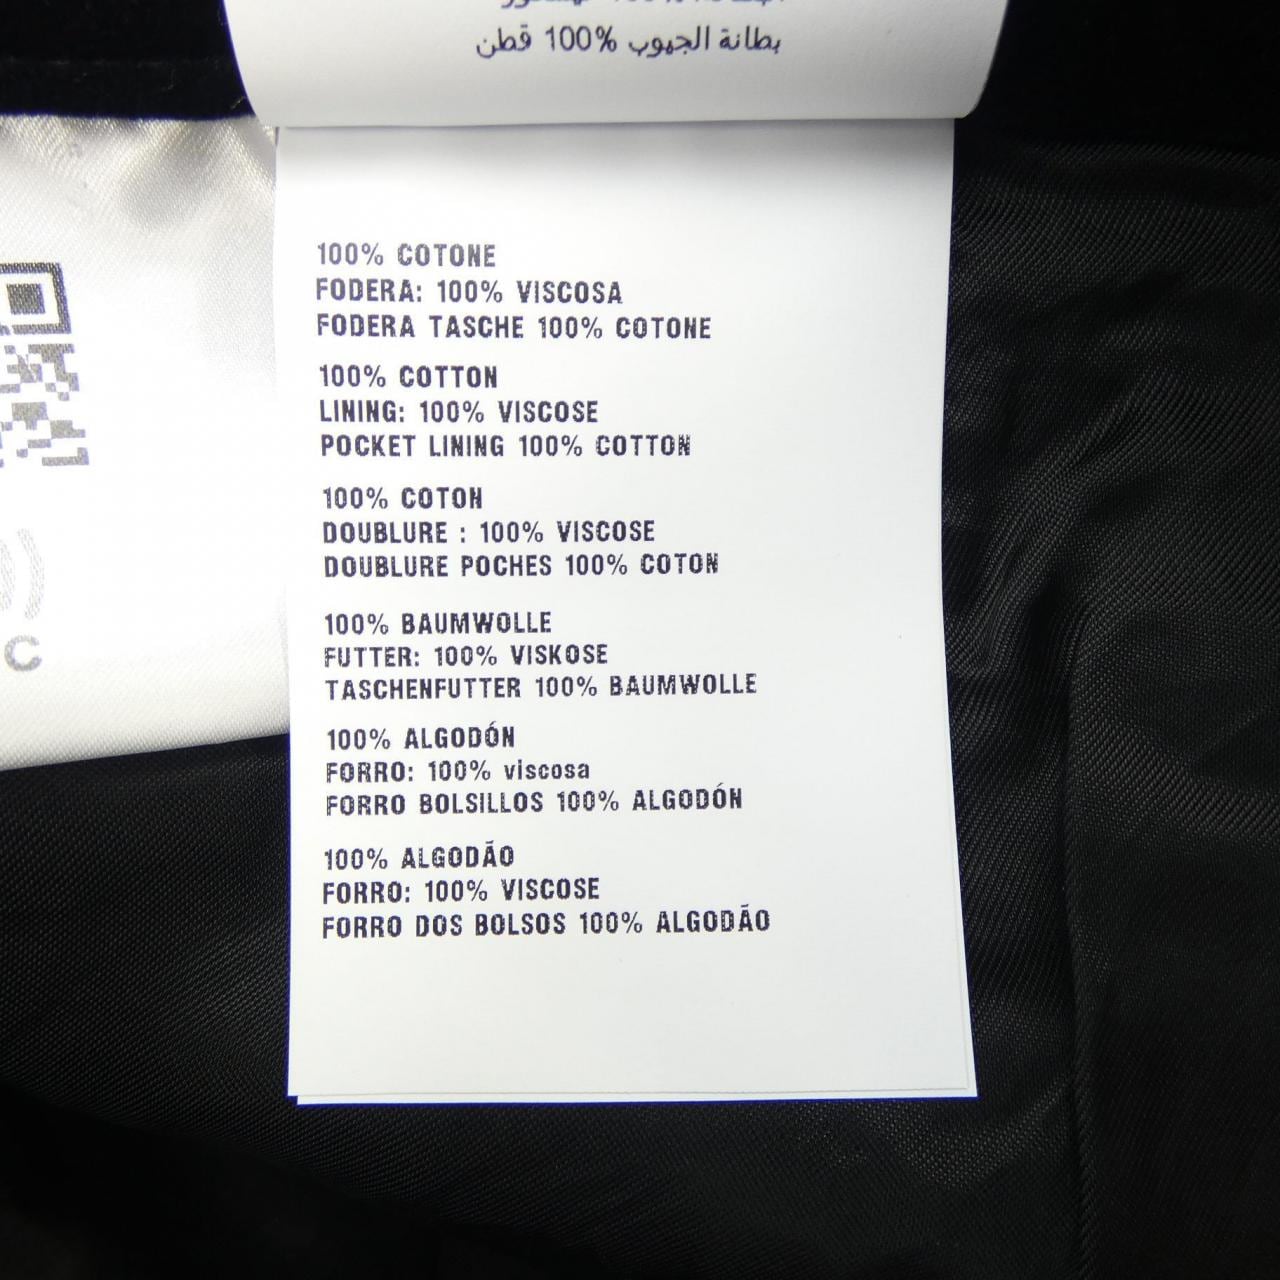 100%
بطانة الجيوب 100% قطن
100% COTONE
FODERA: 100% VISCOSA
FODERA TASCHE 100% COTONE
100% COTTON
LINING: 100% VISCOSE
POCKET LINING 100% COTTON
100% COTON
DOUBLURE : 100% VISCOSE
DOUBLURE POCHES 100% COTON
100% BAUMWOLLE
FUTTER: 100% VISKOSE
TASCHENFUTTER 100% BAUMWOLLE
100% ALGODÓN
FORRO: 100% viscosa
FORRO BOLSILLOS 100% ALGODÓN
100% ALGODÃO
FORRO: 100% VISCOSE
FORRO DOS BOLSOS 100% ALGODÃO
C